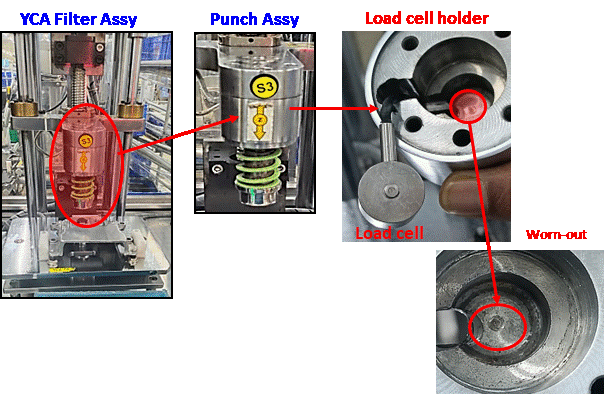 YCA Filter Assy
Punch Assy
Load cell holder
S3
Z
S3
Z
Load cell
Worn-out